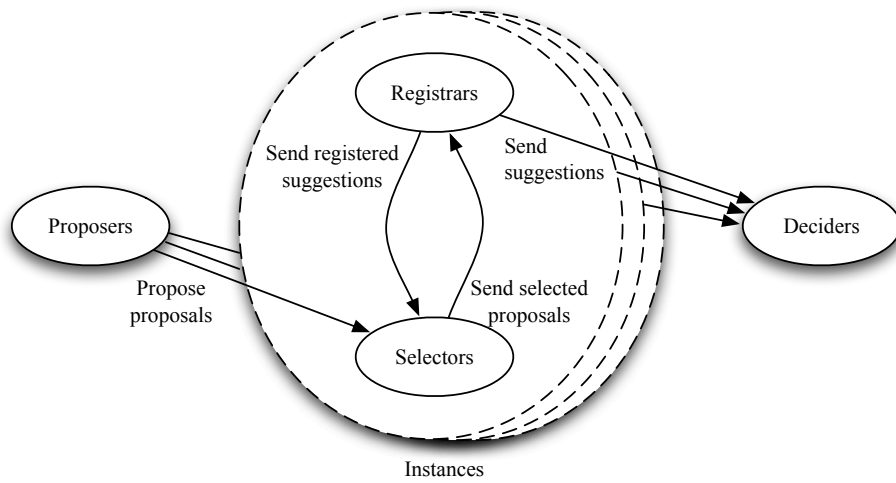 Registrars
Send registered
suggestions
Send
suggestions
Proposers
Deciders
Propose
proposals
Send selected
proposals
Selectors
Instances